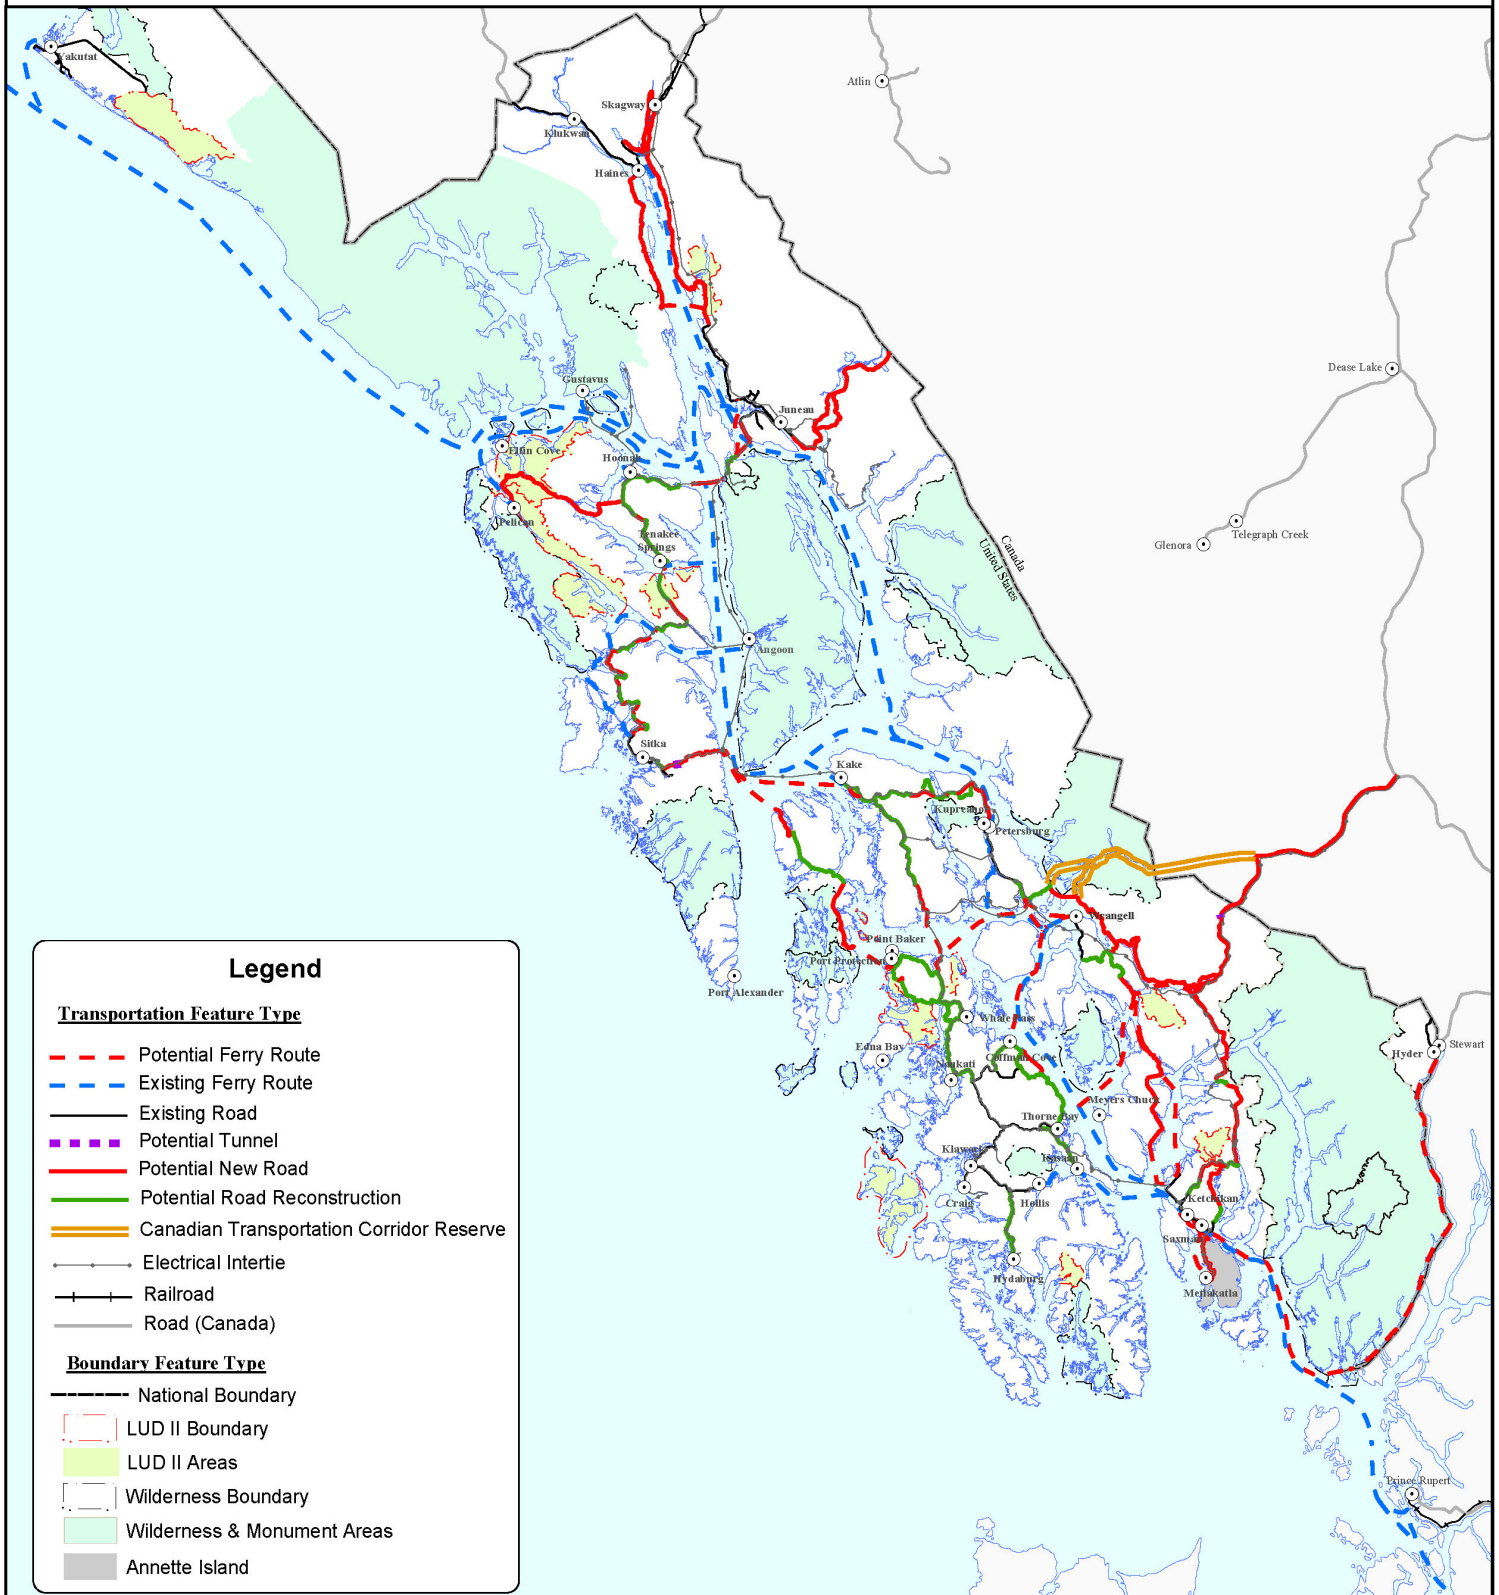 Yakutat
Atlin
Skagway
Klukwan
Haines
Dease Lake
Gustavus
Juneau
Elfin Cove
Hoonah
Pelican
Tenakee
Springs
Telegraph Creek
Glenora
Canada
United States
Angoon
Sitka
Kake
Kupreanof
Petersburg
Wrangell
Point Baker
Port Protection
Port Alexander
Whale Pass
Edna Bay
Coffman Cove
Naukati
Hyder
Stewart
Meyers Chuck
Thorne Bay
Klawock
Kasaan
Craig
Hollis
Ketchikan
Saxman
Hydaburg
Metlakatla
Prince Rupert
Legend
Transportation Feature Type
Potential Ferry Route
Existing Ferry Route
Existing Road
Potential Tunnel
Potential New Road
Potential Road Reconstruction
Canadian Transportation Corridor Reserve
Electrical Intertie
Railroad
Road (Canada)
Boundary Feature Type
National Boundary
LUD II Boundary
LUD II Areas
Wilderness Boundary
Wilderness & Monument Areas
Annette Island